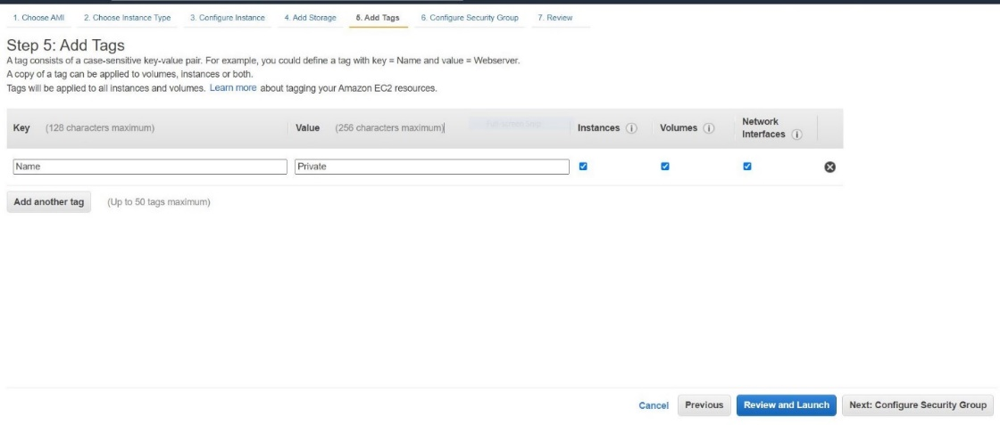 1. Choose AMI 2. Choose Instance Type 3. Configure Instance 4. Add Storage 5. Add Tags 6. Configure Security Group 7. Review
Step 5: Add Tags
A tag consists of a case-sensitive key-value pair. For example, you could define a tag with key = Name and value = Webserver.
A copy of a tag can be applied to volumes, instances or both.
Tags will be applied to all instances and volumes. Learn more about tagging your Amazon EC2 resources.
Key (128 characters maximum) Value (256 characters maximum) Instances Volumes Network Interfaces
Name Private
Add another tag (Up to 50 tags maximum)
Cancel Previous Review and Launch Next: Configure Security Group